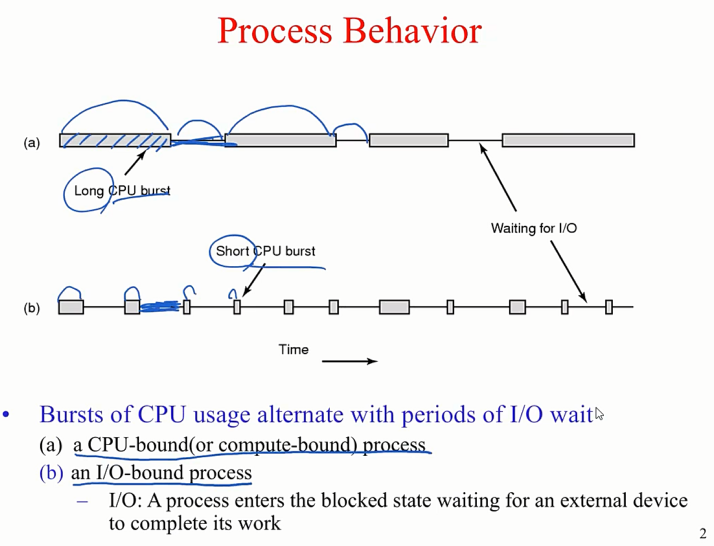 Process Behavior
(a)
Long CPU burst
Waiting for I/O
Short CPU burst
(b)
Time
• Bursts of CPU usage alternate with periods of I/O wait
(a) a CPU-bound(or compute-bound) process
(b) an I/O-bound process
– I/O: A process enters the blocked state waiting for an external device
to complete its work
2